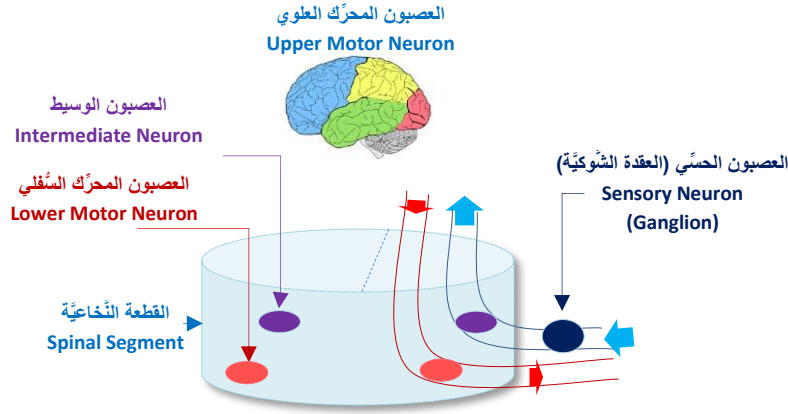 العصبون المحرِّك العلوي
Upper Motor Neuron
العصبون الوسيط
Intermediate Neuron
العصبون المحرِّك السُّفلي
Lower Motor Neuron
العصبون الحسِّي (العقدة الشَّوكيَّة)
Sensory Neuron
(Ganglion)
القطعة النُّخاعيَّة
Spinal Segment